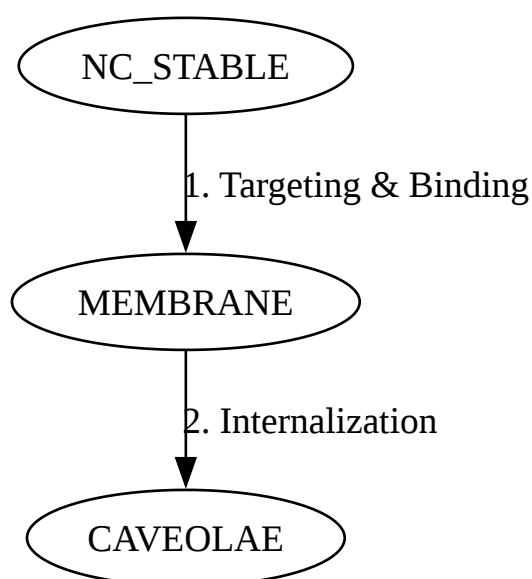 NC_STABLE
1. Targeting & Binding
MEMBRANE
2. Internalization
CAVEOLAE